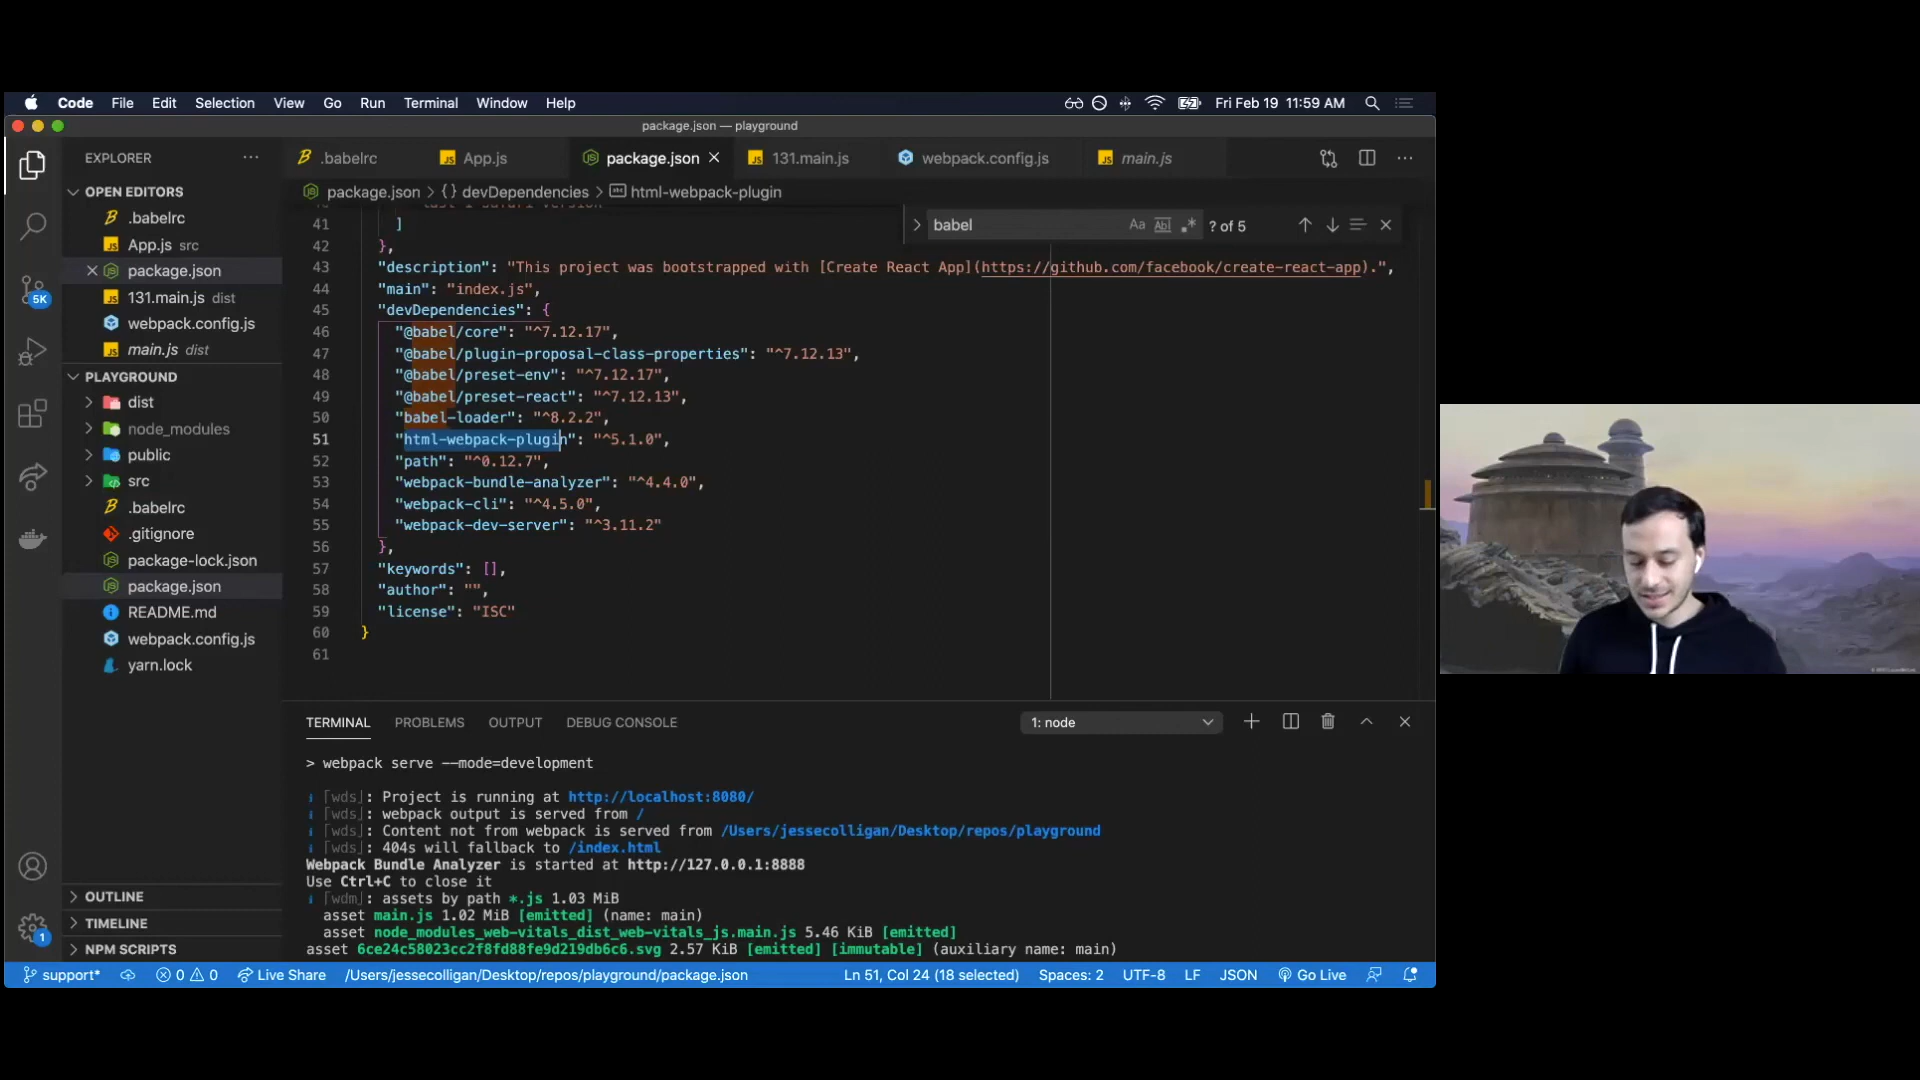 Code File Edit Selection View Go Run Terminal Window Help Fri Feb 19 11:59 AM
package.json — playground
EXPLORER
.babelrc App.js package.json 131.main.js webpack.config.js main.js
package.json > {} devDependencies > html-webpack-plugin
babel Aa Ab ? of 5
OPEN EDITORS
.babelrc
App.js src
package.json
131.main.js dist
webpack.config.js
main.js dist
PLAYGROUND
dist
node_modules
public
src
.babelrc
.gitignore
package-lock.json
package.json
README.md
webpack.config.js
yarn.lock
OUTLINE
TIMELINE
NPM SCRIPTS
5K
1
41 ]
42 },
43 "description": "This project was bootstrapped with [Create React App](https://github.com/facebook/create-react-app).",
44 "main": "index.js",
45 "devDependencies": {
46 "@babel/core": "^7.12.17",
47 "@babel/plugin-proposal-class-properties": "^7.12.13",
48 "@babel/preset-env": "^7.12.17",
49 "@babel/preset-react": "^7.12.13",
50 "babel-loader": "^8.2.2",
51 "html-webpack-plugin": "^5.1.0",
52 "path": "^0.12.7",
53 "webpack-bundle-analyzer": "^4.4.0",
54 "webpack-cli": "^4.5.0",
55 "webpack-dev-server": "^3.11.2"
56 },
57 "keywords": [],
58 "author": "",
59 "license": "ISC"
60 }
61
TERMINAL PROBLEMS OUTPUT DEBUG CONSOLE 1: node
> webpack serve --mode=development
i ｢wds｣: Project is running at http://localhost:8080/
i ｢wds｣: webpack output is served from /
i ｢wds｣: Content not from webpack is served from /Users/jessecolligan/Desktop/repos/playground
i ｢wds｣: 404s will fallback to /index.html
Webpack Bundle Analyzer is started at http://127.0.0.1:8888
Use Ctrl+C to close it
i ｢wdm｣: assets by path *.js 1.03 MiB
asset main.js 1.02 MiB [emitted] (name: main)
asset node_modules_web-vitals_dist_web-vitals_js.main.js 5.46 KiB [emitted]
asset 6ce24c58023cc2f8fd88fe9d219db6c6.svg 2.57 KiB [emitted] [immutable] (auxiliary name: main)
support* 0 0 Live Share /Users/jessecolligan/Desktop/repos/playground/package.json Ln 51, Col 24 (18 selected) Spaces: 2 UTF-8 LF JSON Go Live